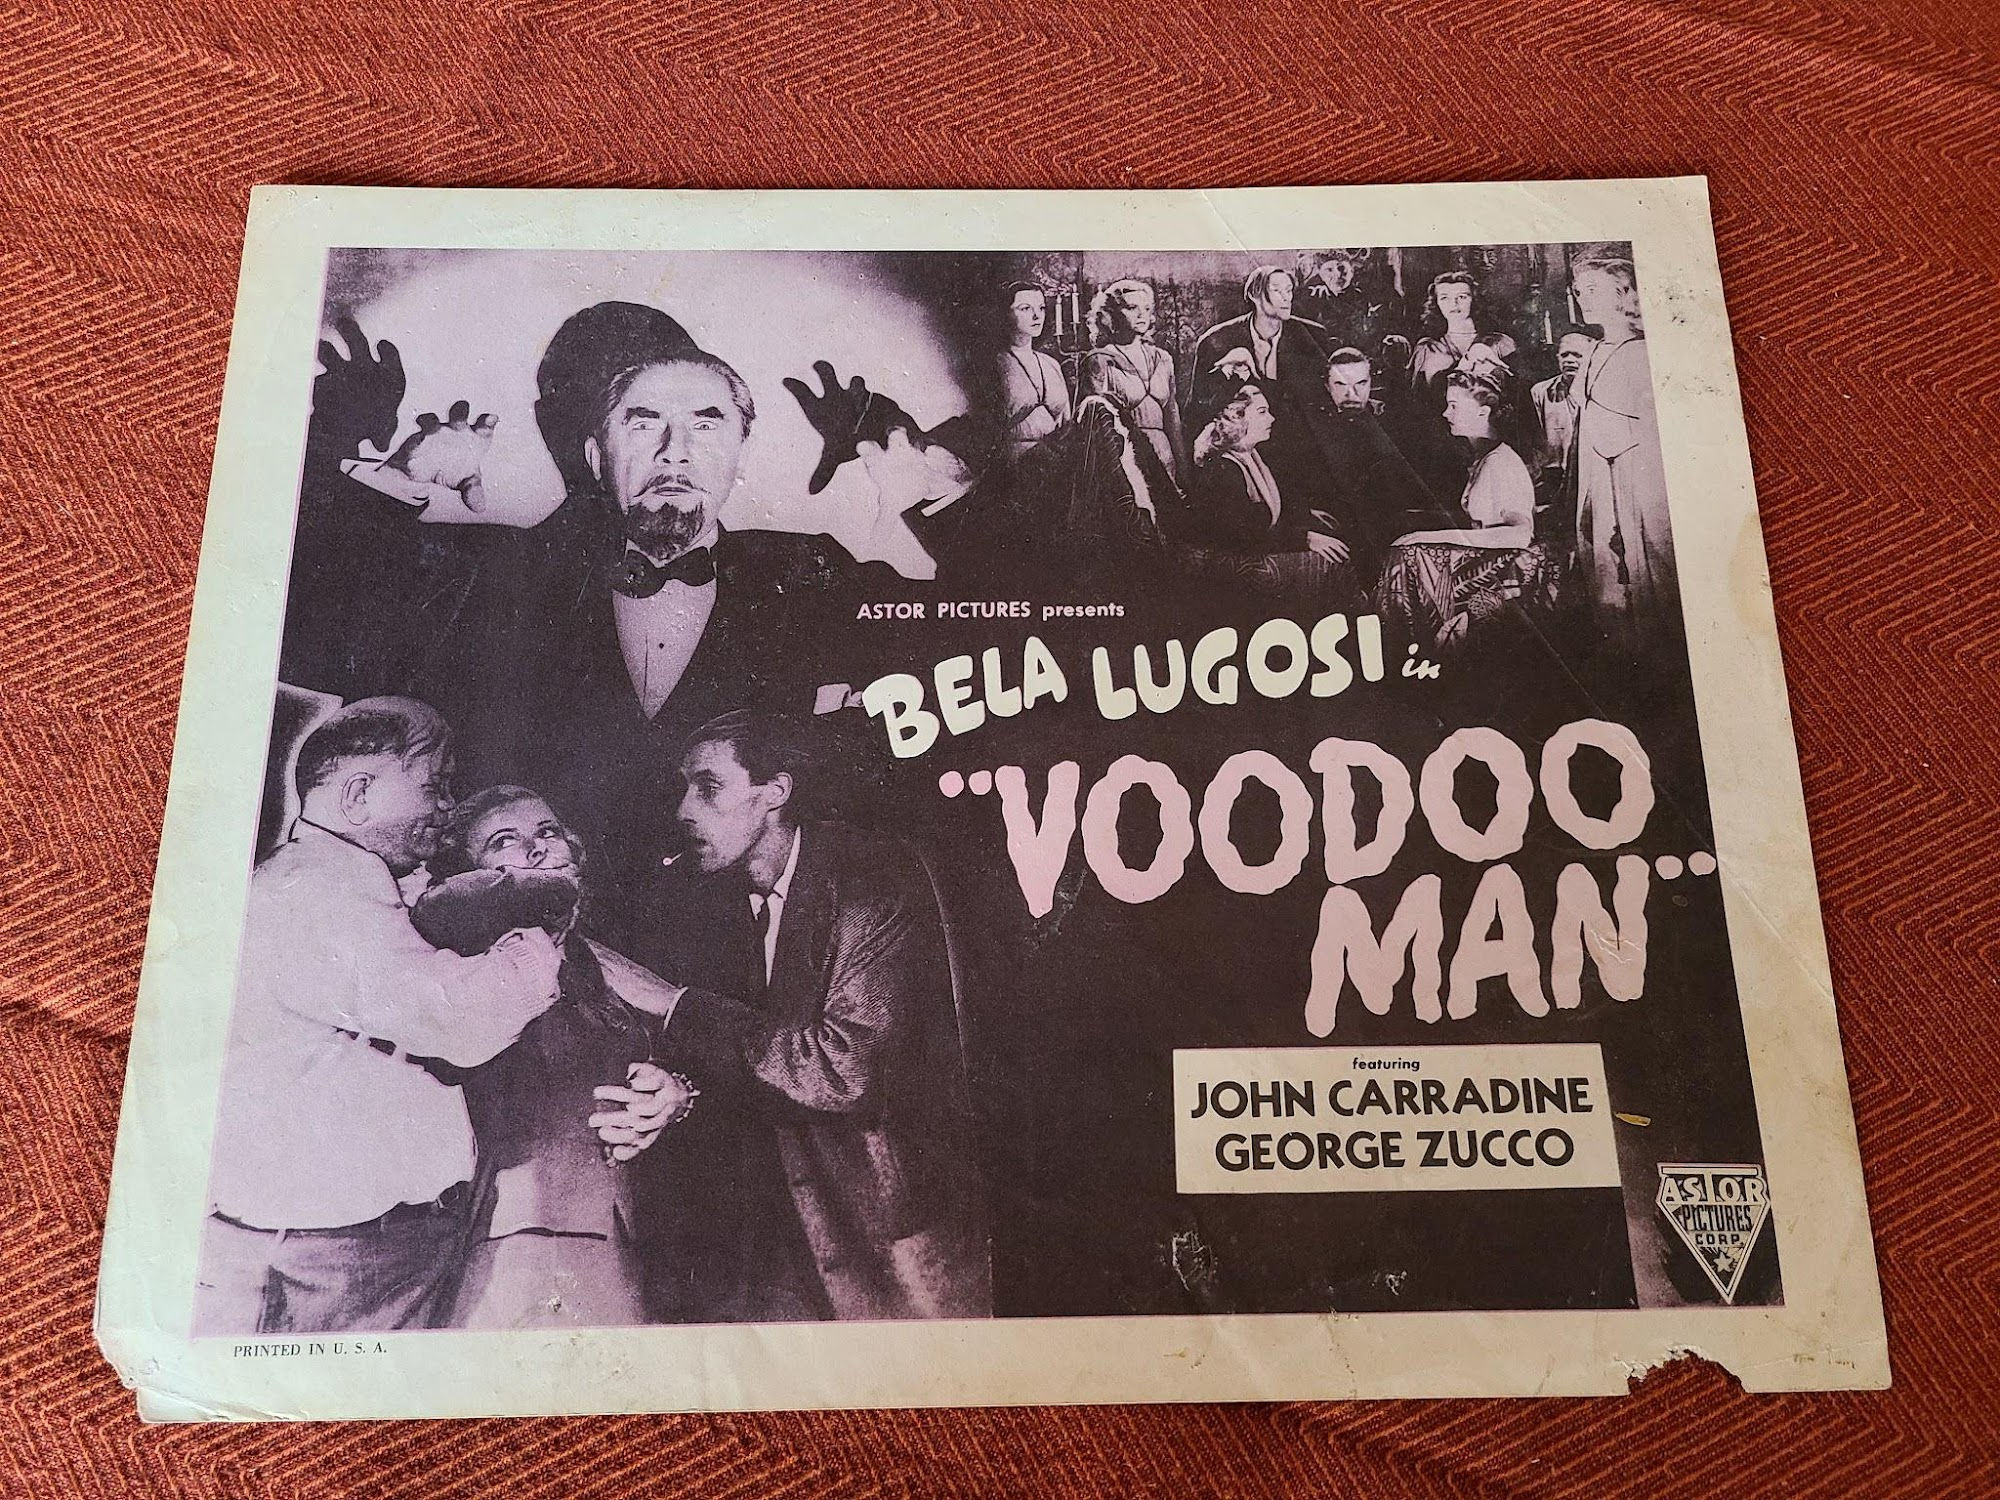 ASTOR PICTURES presents
BELA LUGOSI in
"VOODOO
MAN"
featuring
JOHN CARRADINE
GEORGE ZUCCO
ASTOR
PICTURES
CORP.
PRINTED IN U. S. A.